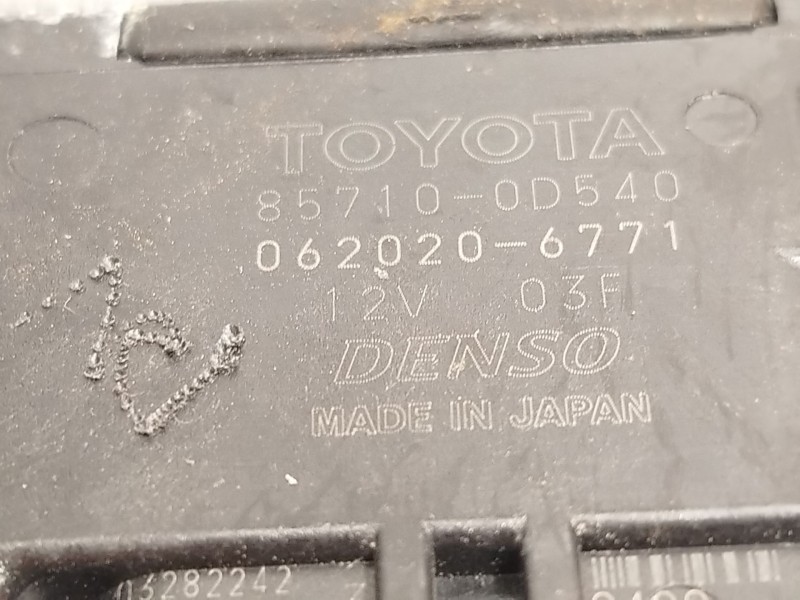 TOYOTA
85710-0D540
062020-6771
12V 03F
DENSO
MADE IN JAPAN
03282242